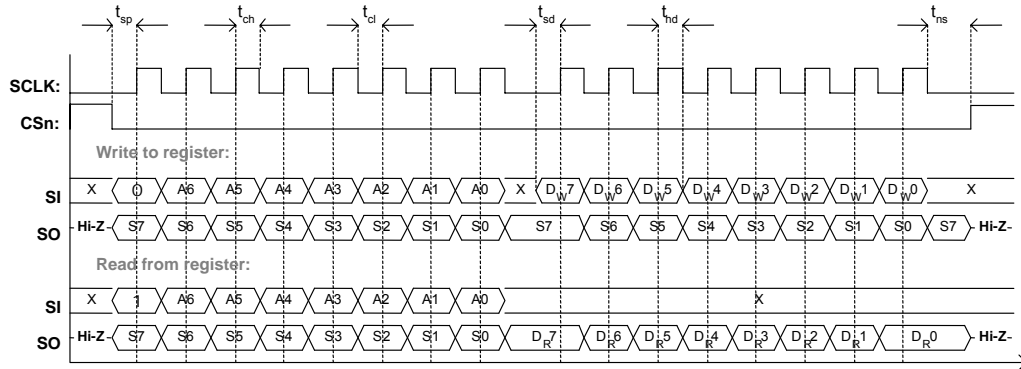 tsp tch tcl tsd thd tns
SCLK:
CSn:
Write to register:
SI X 0 A6 A5 A4 A3 A2 A1 A0 X DW7 DW6 DW5 DW4 DW3 DW2 DW1 DW0 X
SO Hi-Z S7 S6 S5 S4 S3 S2 S1 S0 S7 S6 S5 S4 S3 S2 S1 S0 S7 Hi-Z
Read from register:
SI X 1 A6 A5 A4 A3 A2 A1 A0 X
SO Hi-Z S7 S6 S5 S4 S3 S2 S1 S0 DR7 DR6 DR5 DR4 DR3 DR2 DR1 DR0 Hi-Z